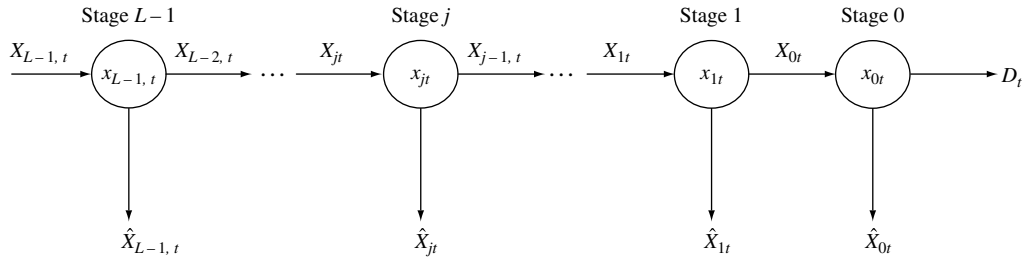 Stage L – 1 Stage j Stage 1 Stage 0
X_{L–1, t} X_{L–2, t} X_{jt} X_{j–1, t} X_{1t} X_{0t}
x_{L–1, t} ... x_{jt} ... x_{1t} x_{0t} D_t
X̂_{L–1, t} X̂_{jt} X̂_{1t} X̂_{0t}